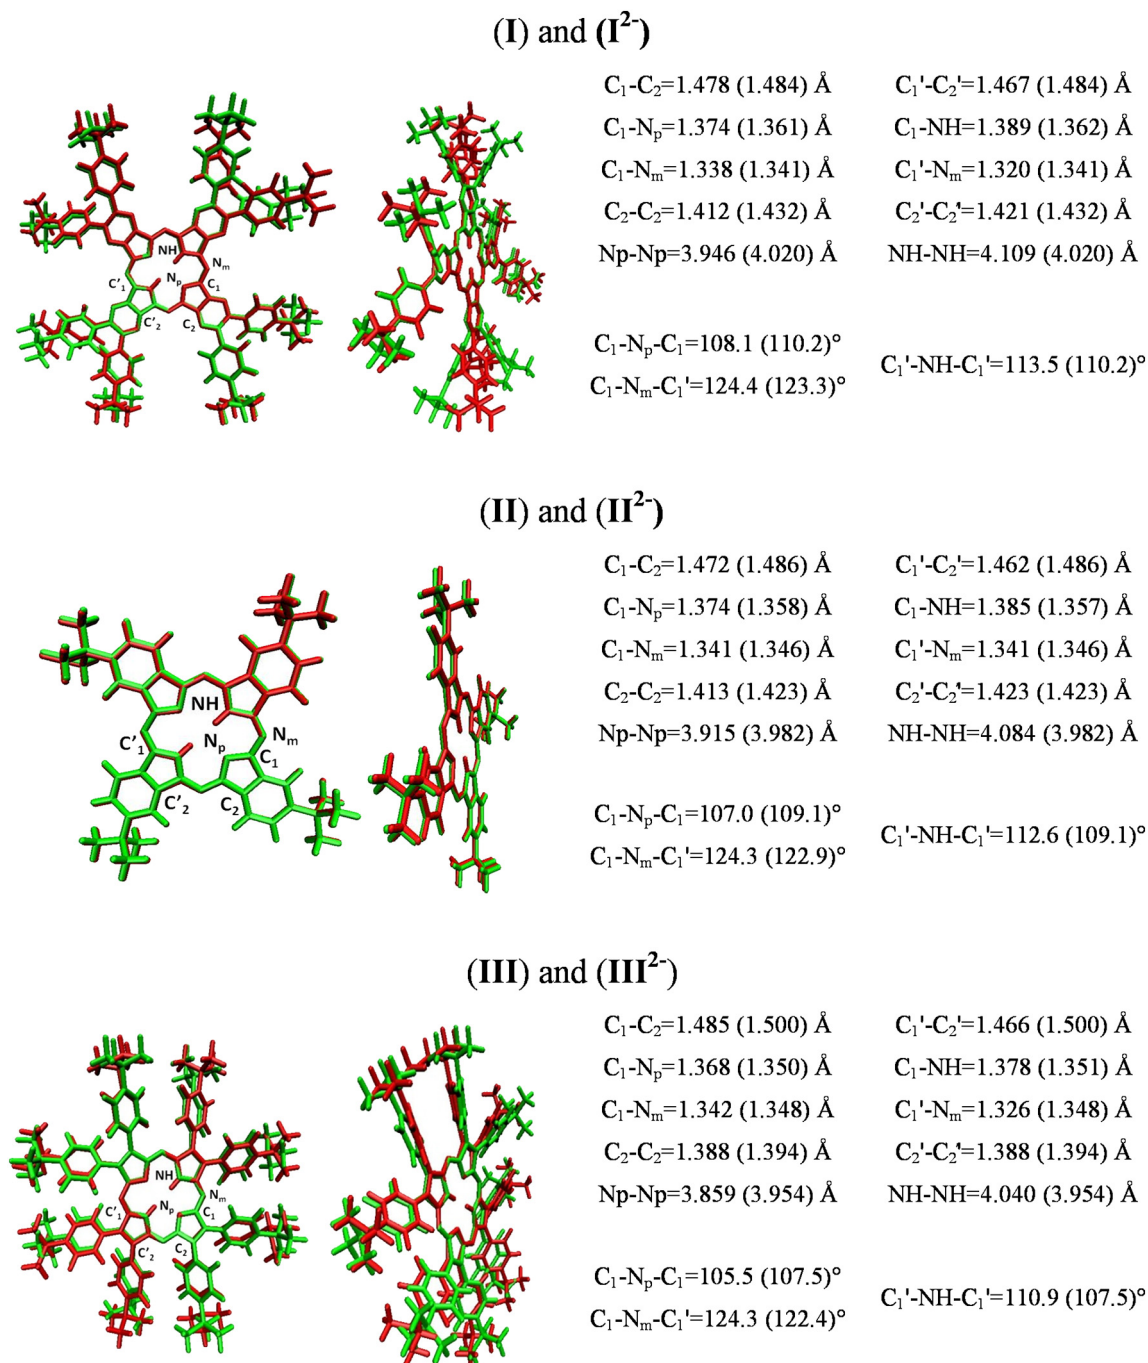 (I) and (I²⁻)
C₁-C₂=1.478 (1.484) Å C₁'-C₂'=1.467 (1.484) Å
C₁-Nₚ=1.374 (1.361) Å C₁-NH=1.389 (1.362) Å
C₁-Nₘ=1.338 (1.341) Å C₁'-Nₘ=1.320 (1.341) Å
C₂-C₂=1.412 (1.432) Å C₂'-C₂'=1.421 (1.432) Å
Np-Np=3.946 (4.020) Å NH-NH=4.109 (4.020) Å
NH
Nₘ
Nₚ
C'₁
C₁
C'₂
C₂
C₁-Nₚ-C₁=108.1 (110.2)°
C₁-Nₘ-C₁'=124.4 (123.3)°
C₁'-NH-C₁'=113.5 (110.2)°
(II) and (II²⁻)
C₁-C₂=1.472 (1.486) Å C₁'-C₂'=1.462 (1.486) Å
C₁-Nₚ=1.374 (1.358) Å C₁-NH=1.385 (1.357) Å
C₁-Nₘ=1.341 (1.346) Å C₁'-Nₘ=1.341 (1.346) Å
C₂-C₂=1.413 (1.423) Å C₂'-C₂'=1.423 (1.423) Å
Np-Np=3.915 (3.982) Å NH-NH=4.084 (3.982) Å
NH
C'₁
Nₚ
Nₘ
C₁
C'₂
C₂
C₁-Nₚ-C₁=107.0 (109.1)°
C₁-Nₘ-C₁'=124.3 (122.9)°
C₁'-NH-C₁'=112.6 (109.1)°
(III) and (III²⁻)
C₁-C₂=1.485 (1.500) Å C₁'-C₂'=1.466 (1.500) Å
C₁-Nₚ=1.368 (1.350) Å C₁-NH=1.378 (1.351) Å
C₁-Nₘ=1.342 (1.348) Å C₁'-Nₘ=1.326 (1.348) Å
C₂-C₂=1.388 (1.394) Å C₂'-C₂'=1.388 (1.394) Å
Np-Np=3.859 (3.954) Å NH-NH=4.040 (3.954) Å
NH
Nₘ
C'₁
Nₚ
C₁
C'₂
C₂
C₁-Nₚ-C₁=105.5 (107.5)°
C₁-Nₘ-C₁'=124.3 (122.4)°
C₁'-NH-C₁'=110.9 (107.5)°